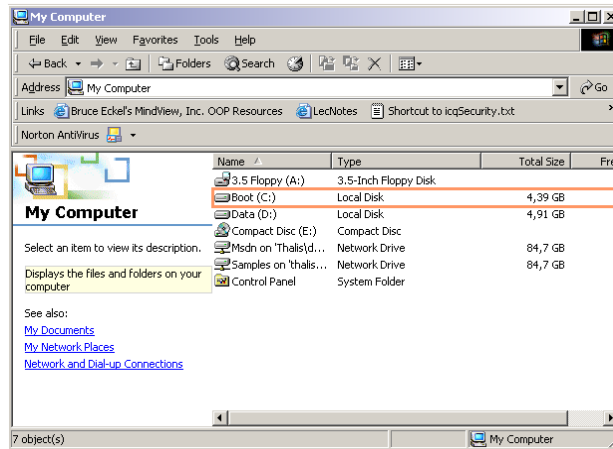 My Computer
File Edit View Favorites Tools Help
Back Folders Search
Address My Computer Go
Links Bruce Eckel's MindView, Inc. OOP Resources LecNotes Shortcut to icqSecurity.txt
Norton AntiVirus
Name Type Total Size Fre
3.5 Floppy (A:) 3.5-Inch Floppy Disk
Boot (C:) Local Disk 4,39 GB
Data (D:) Local Disk 4,91 GB
Compact Disc (E:) Compact Disc
Msdn on 'Thalis\d... Network Drive 84,7 GB
Samples on 'thalis... Network Drive 84,7 GB
Control Panel System Folder
My Computer
Select an item to view its description.
Displays the files and folders on your
computer
See also:
My Documents
My Network Places
Network and Dial-up Connections
7 object(s) My Computer